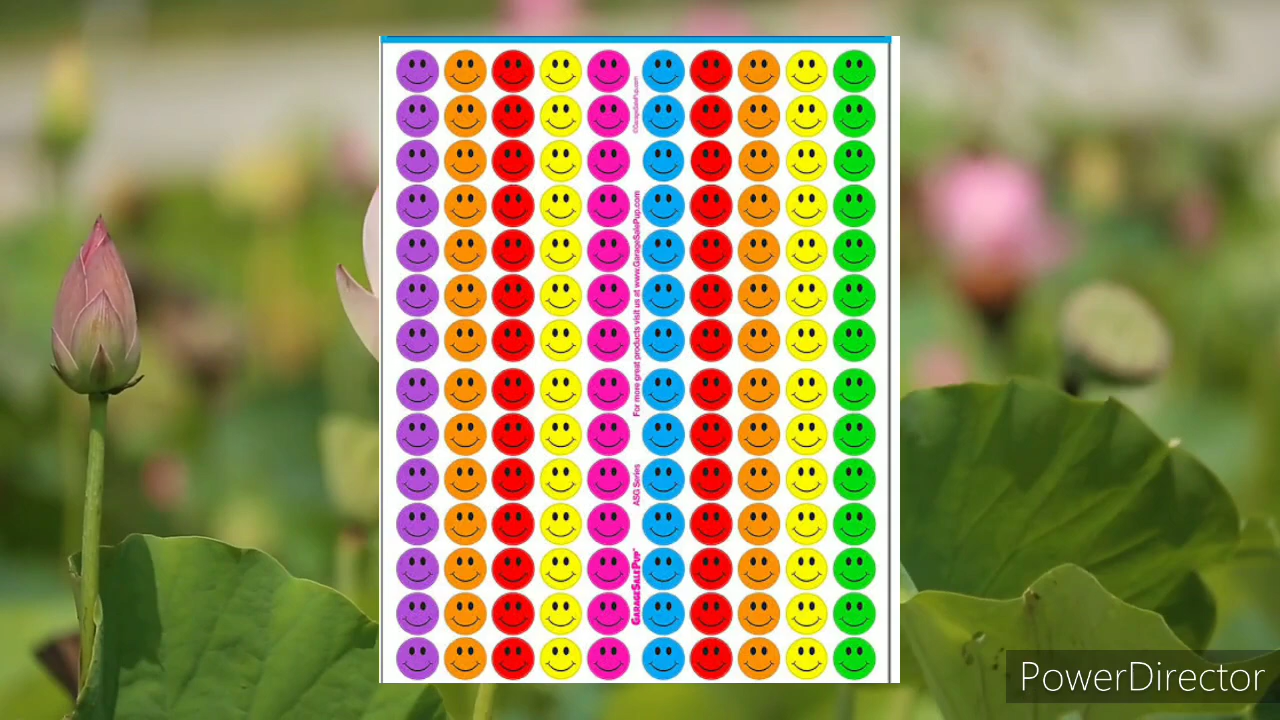 ©GarageSalePup.com
For more great products visit us at www.GarageSalePup.com
ASG Series
GARAGESALEPUP
PowerDirector